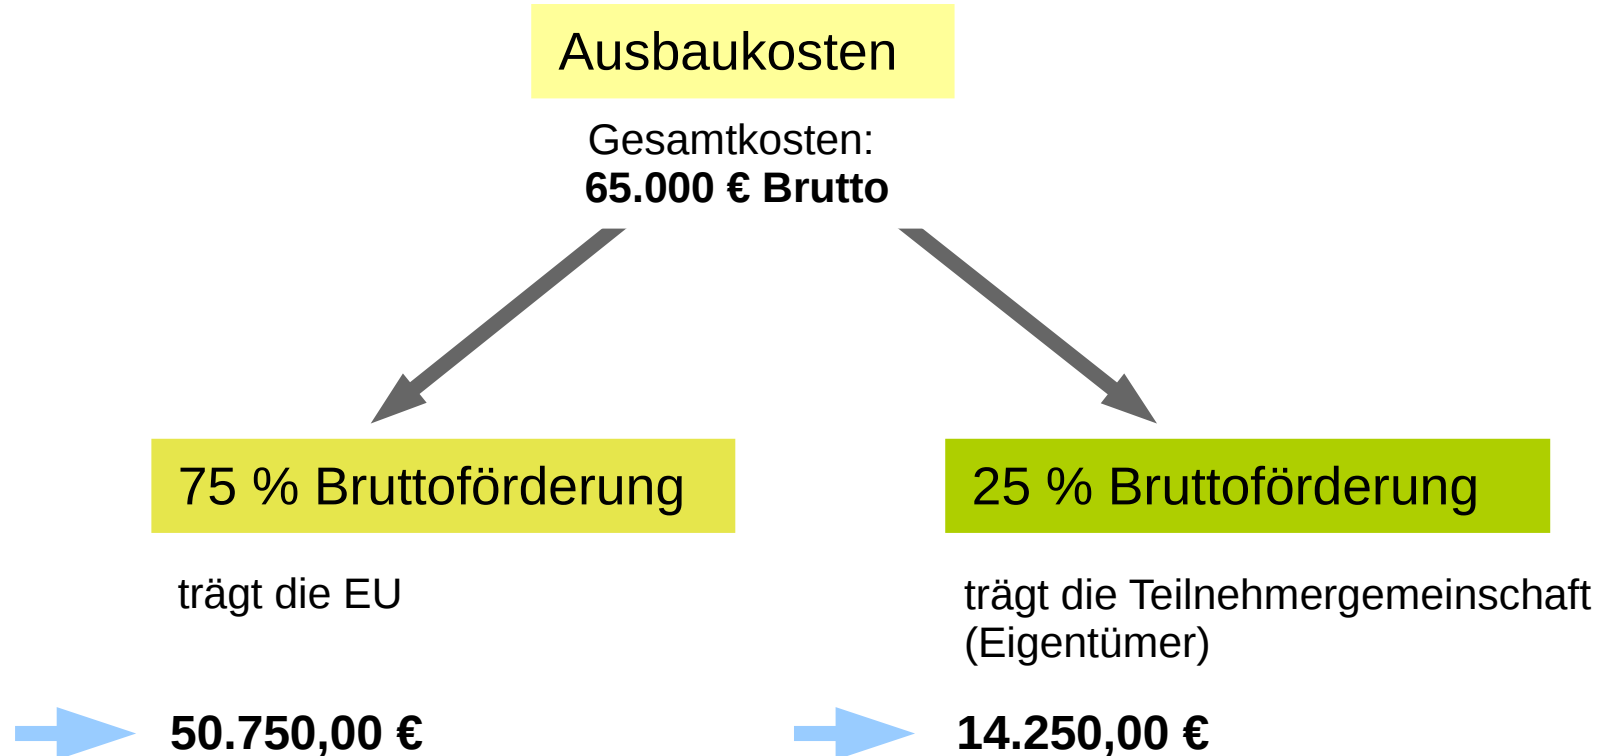 Ausbaukosten
Gesamtkosten:
65.000 € Brutto
75 % Bruttoförderung
trägt die EU
50.750,00 €
25 % Bruttoförderung
trägt die Teilnehmergemeinschaft
(Eigentümer)
14.250,00 €